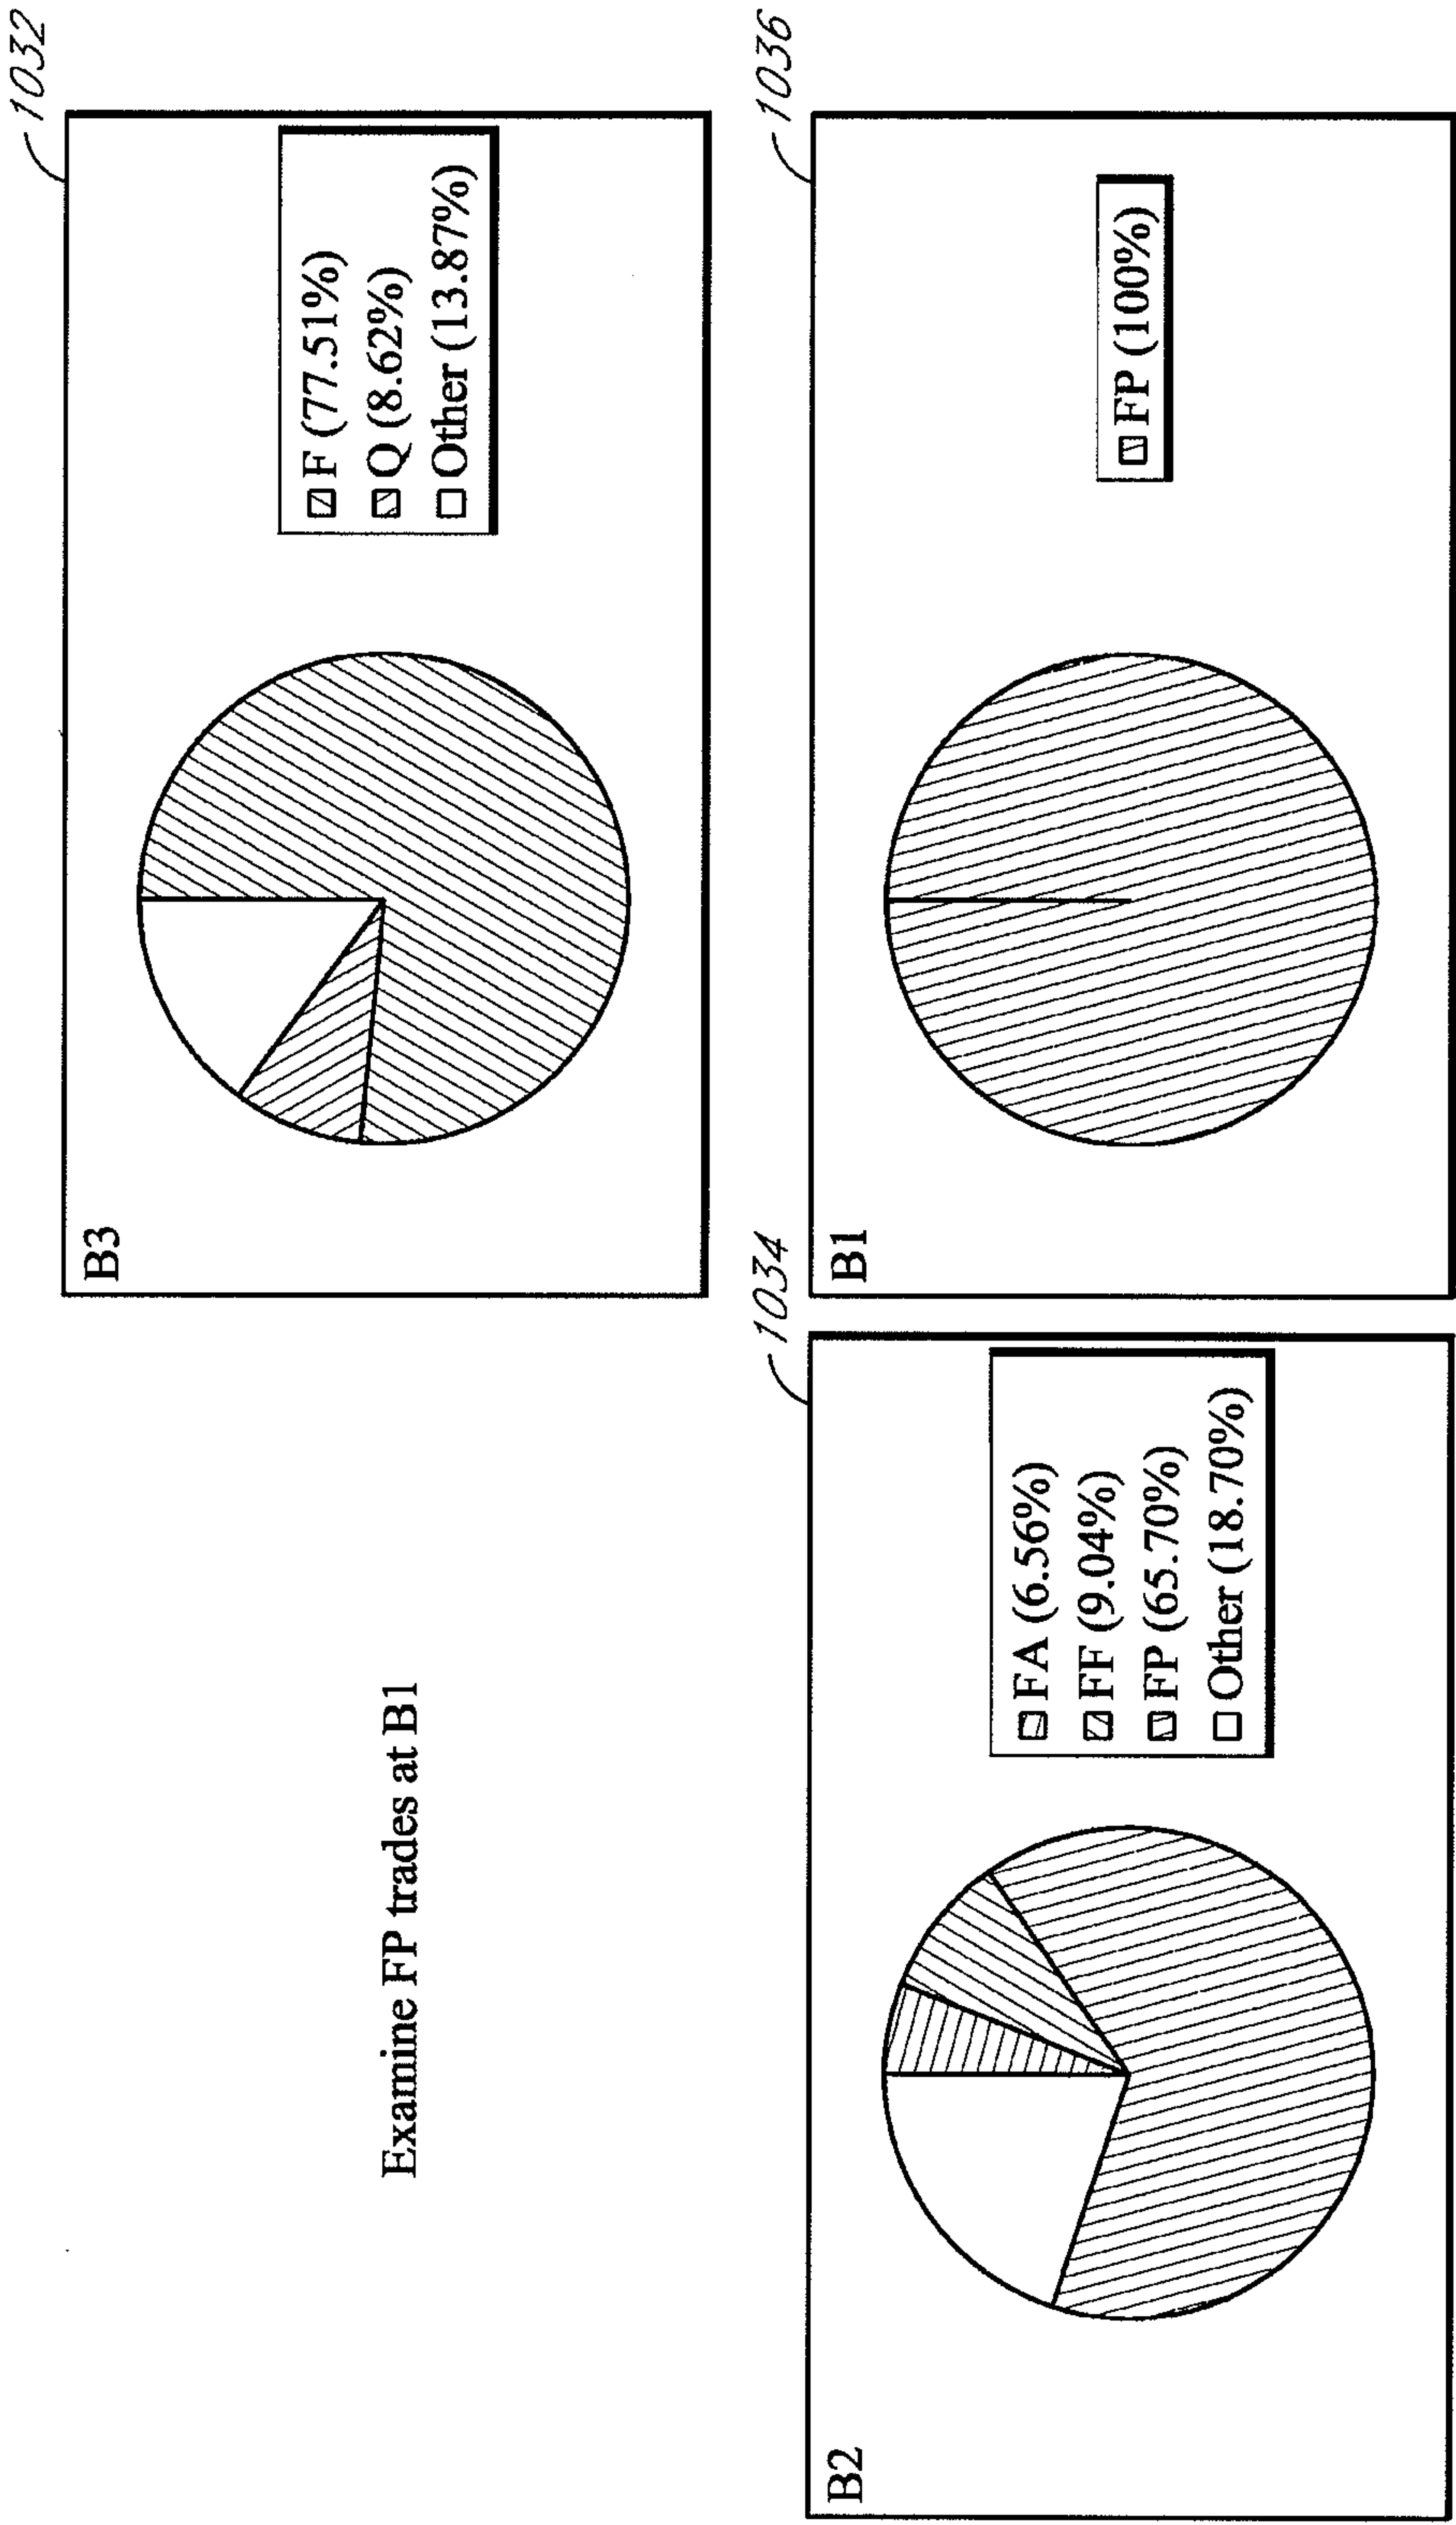 Examine FP trades at B1
1032
B3
F (77.51%)
Q (8.62%)
Other (13.87%)
1034
B2
FA (6.56%)
FF (9.04%)
FP (65.70%)
Other (18.70%)
1036
B1
FP (100%)